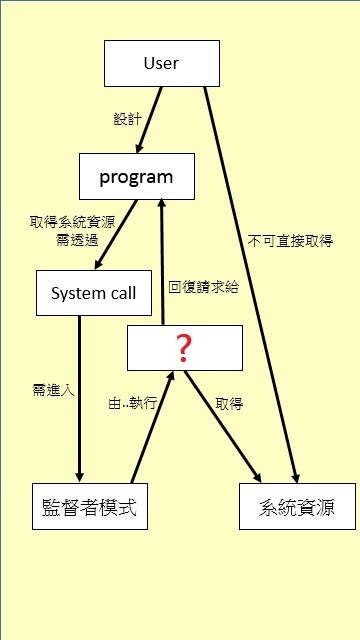 User
設計
program
取得系統資源
需透過
不可直接取得
System call
回復請求給
?
需進入
由..執行
取得
監督者模式
系統資源